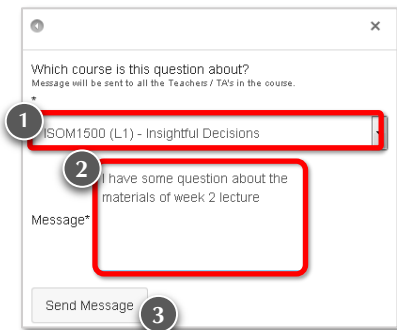 Which course is this question about?
Message will be sent to all the Teachers / TA's in the course.
*
1
ISOM1500 (L1) - Insightful Decisions
2
I have some question about the
materials of week 2 lecture
Message*
Send Message
3